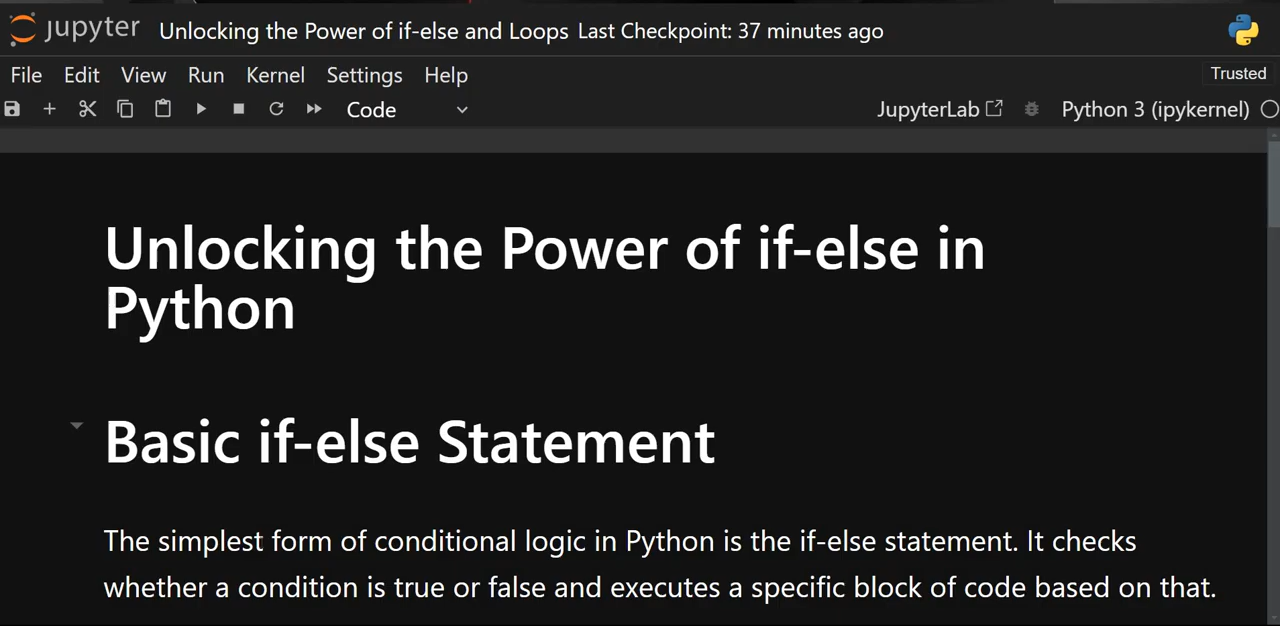 jupyter Unlocking the Power of if-else and Loops Last Checkpoint: 37 minutes ago
File Edit View Run Kernel Settings Help Trusted
Code JupyterLab Python 3 (ipykernel)
Unlocking the Power of if-else in
Python
Basic if-else Statement
The simplest form of conditional logic in Python is the if-else statement. It checks
whether a condition is true or false and executes a specific block of code based on that.